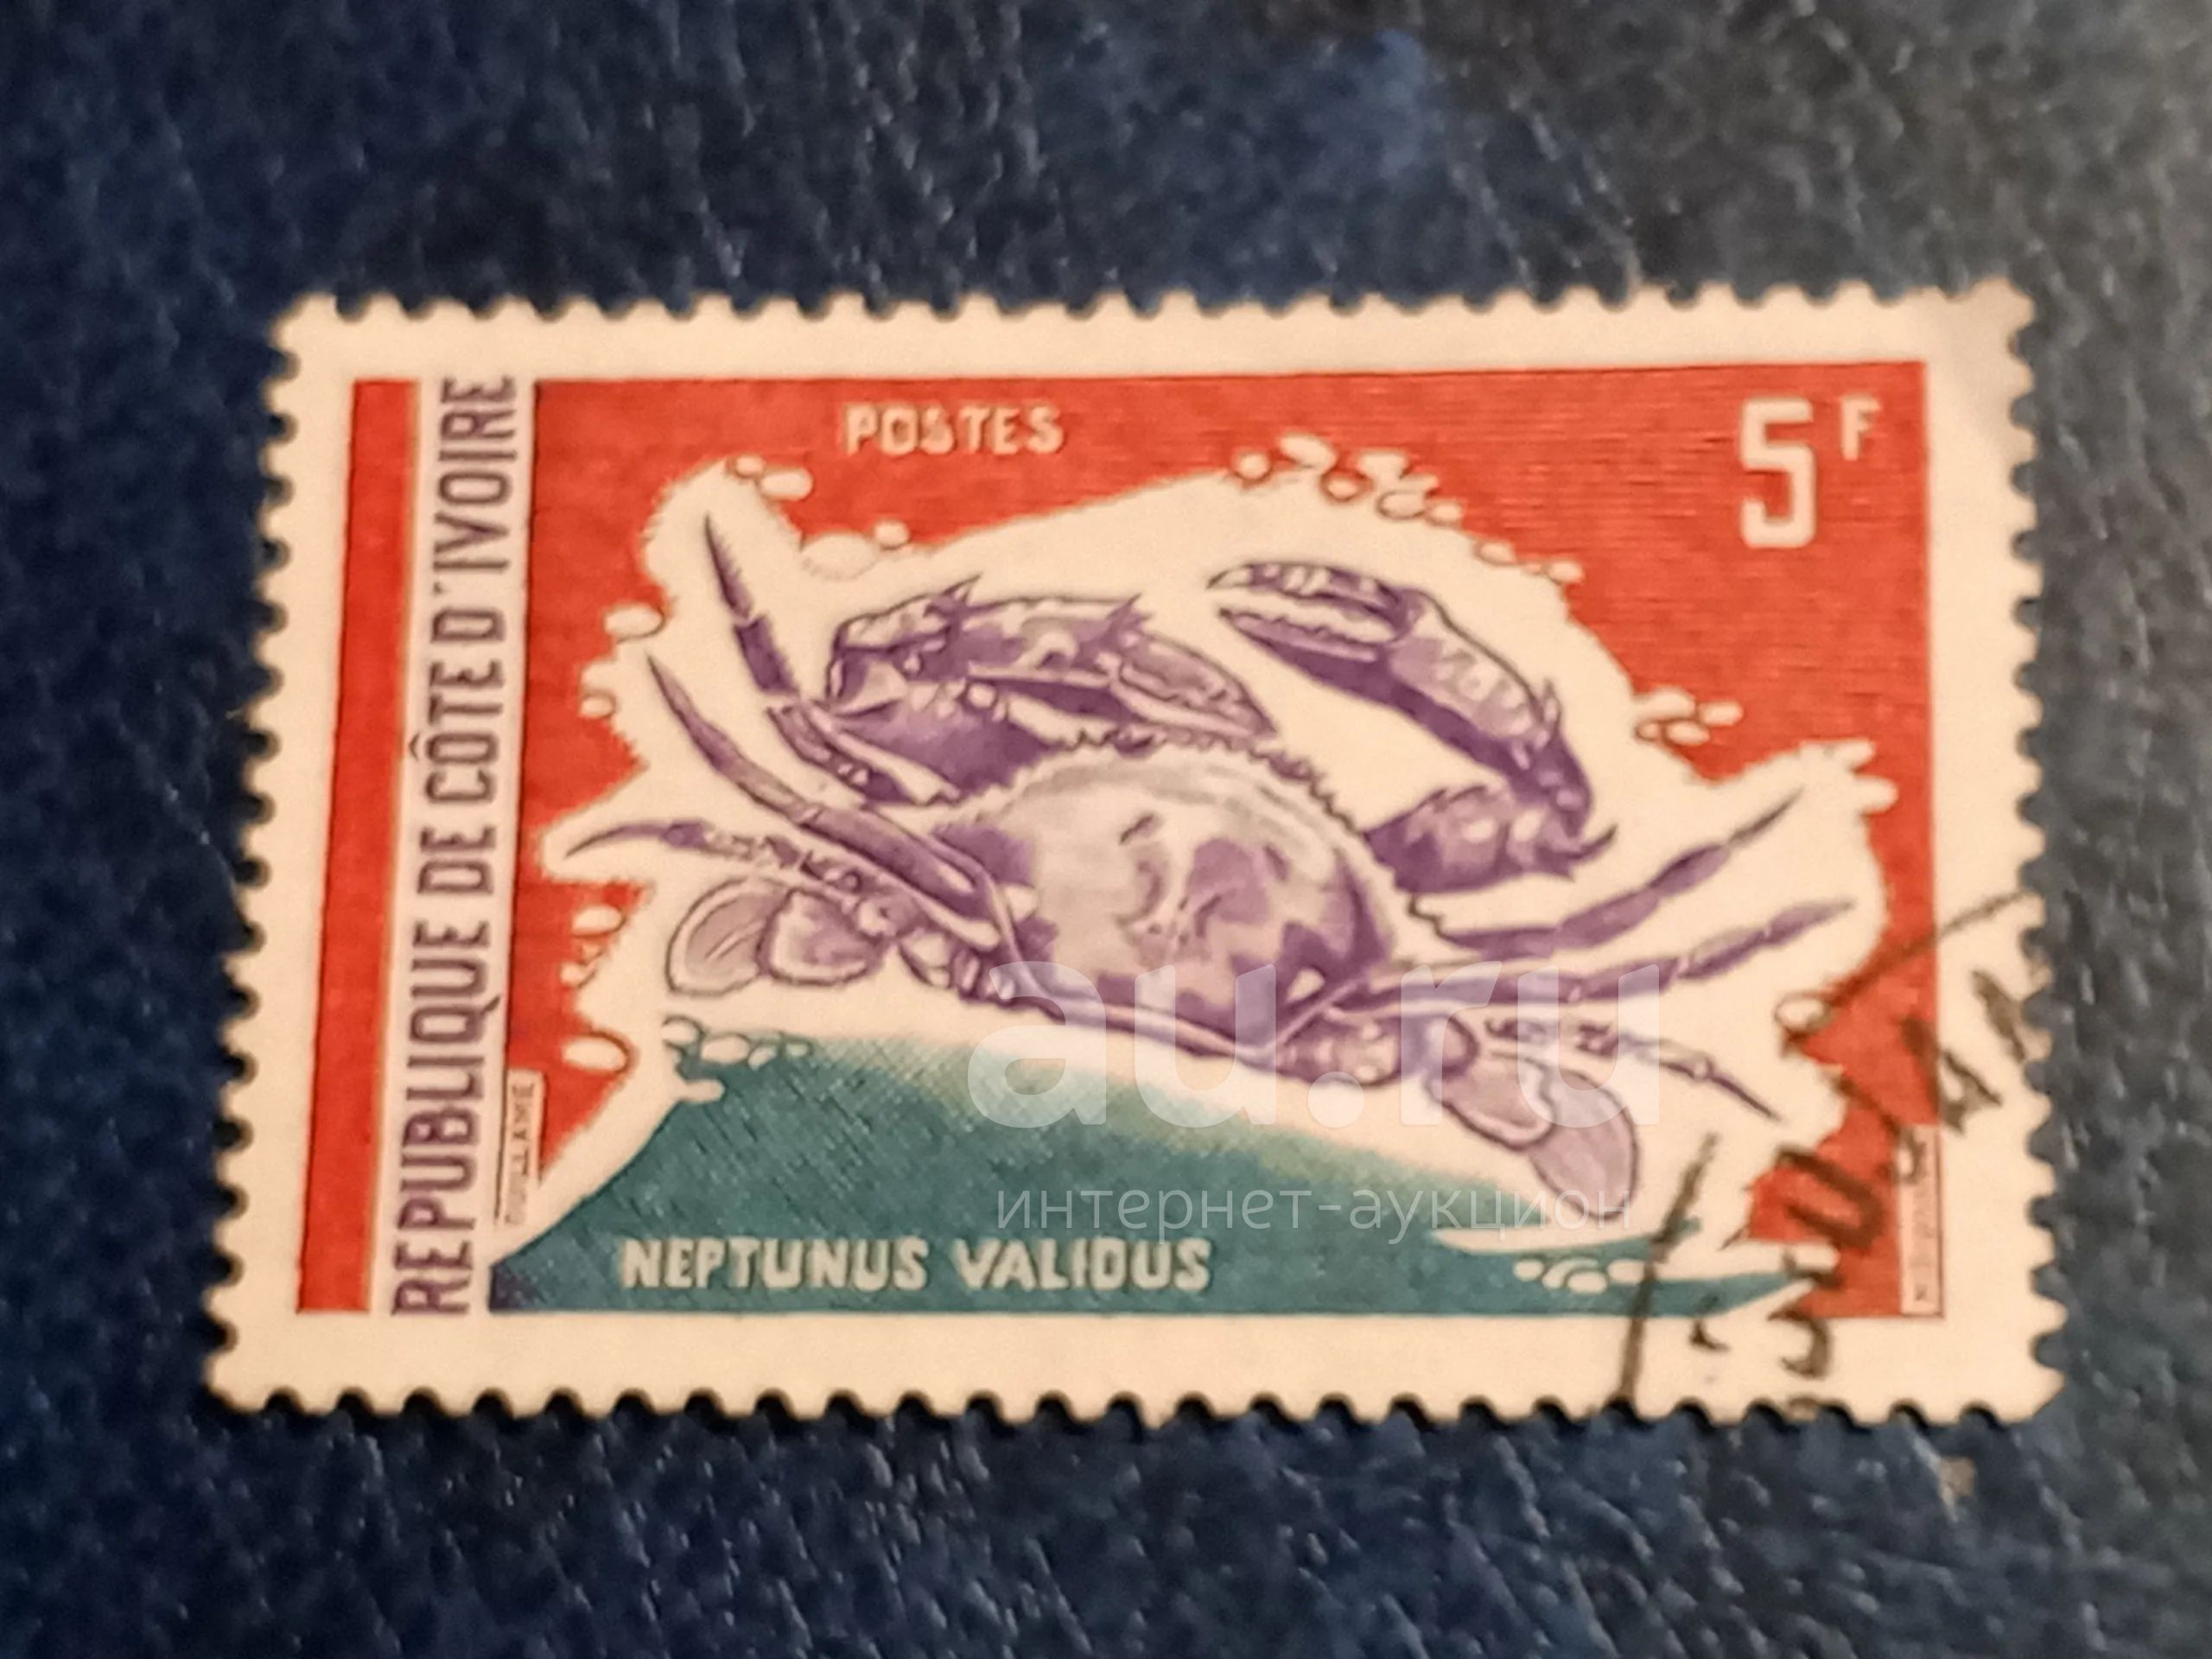 REPUBLIQUE DE CÔTE D'IVOIRE
POSTES
5F
NEPTUNUS VALIDUS
au.ru
интернет-аукцион